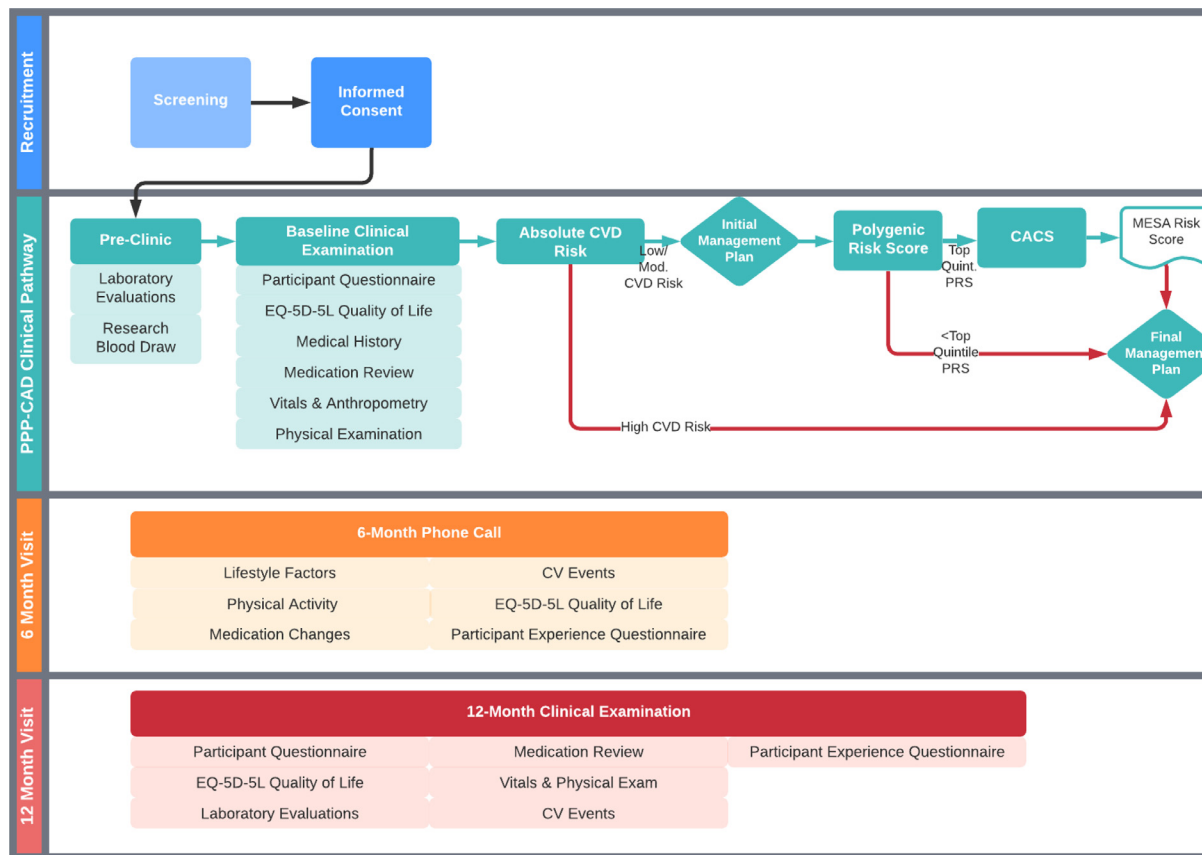 Recruitment
Screening
Informed
Consent
PPP-CAD Clinical Pathway
Pre-Clinic
Laboratory
Evaluations
Research
Blood Draw
Baseline Clinical
Examination
Participant Questionnaire
EQ-5D-5L Quality of Life
Medical History
Medication Review
Vitals & Anthropometry
Physical Examination
Absolute CVD
Risk
Low/
Mod.
CVD Risk
Initial
Management
Plan
Polygenic
Risk Score
Top
Quint.
PRS
CACS
MESA Risk
Score
<Top
Quintile
PRS
Final
Management
Plan
High CVD Risk
6 Month Visit
6-Month Phone Call
Lifestyle Factors
CV Events
Physical Activity
EQ-5D-5L Quality of Life
Medication Changes
Participant Experience Questionnaire
12 Month Visit
12-Month Clinical Examination
Participant Questionnaire
Medication Review
Participant Experience Questionnaire
EQ-5D-5L Quality of Life
Vitals & Physical Exam
Laboratory Evaluations
CV Events